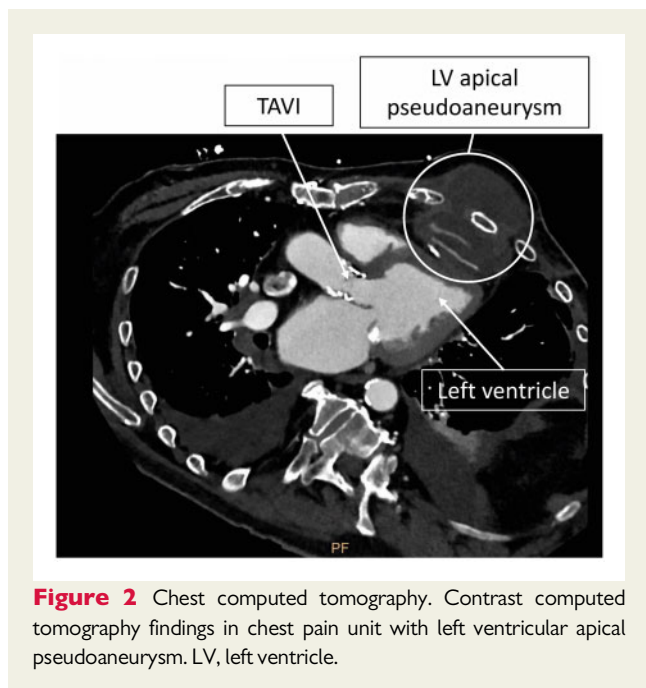 TAVI
LV apical
pseudoaneurysm
Left ventricle
PF
Figure 2 Chest computed tomography. Contrast computed
tomography findings in chest pain unit with left ventricular apical
pseudoaneurysm. LV, left ventricle.